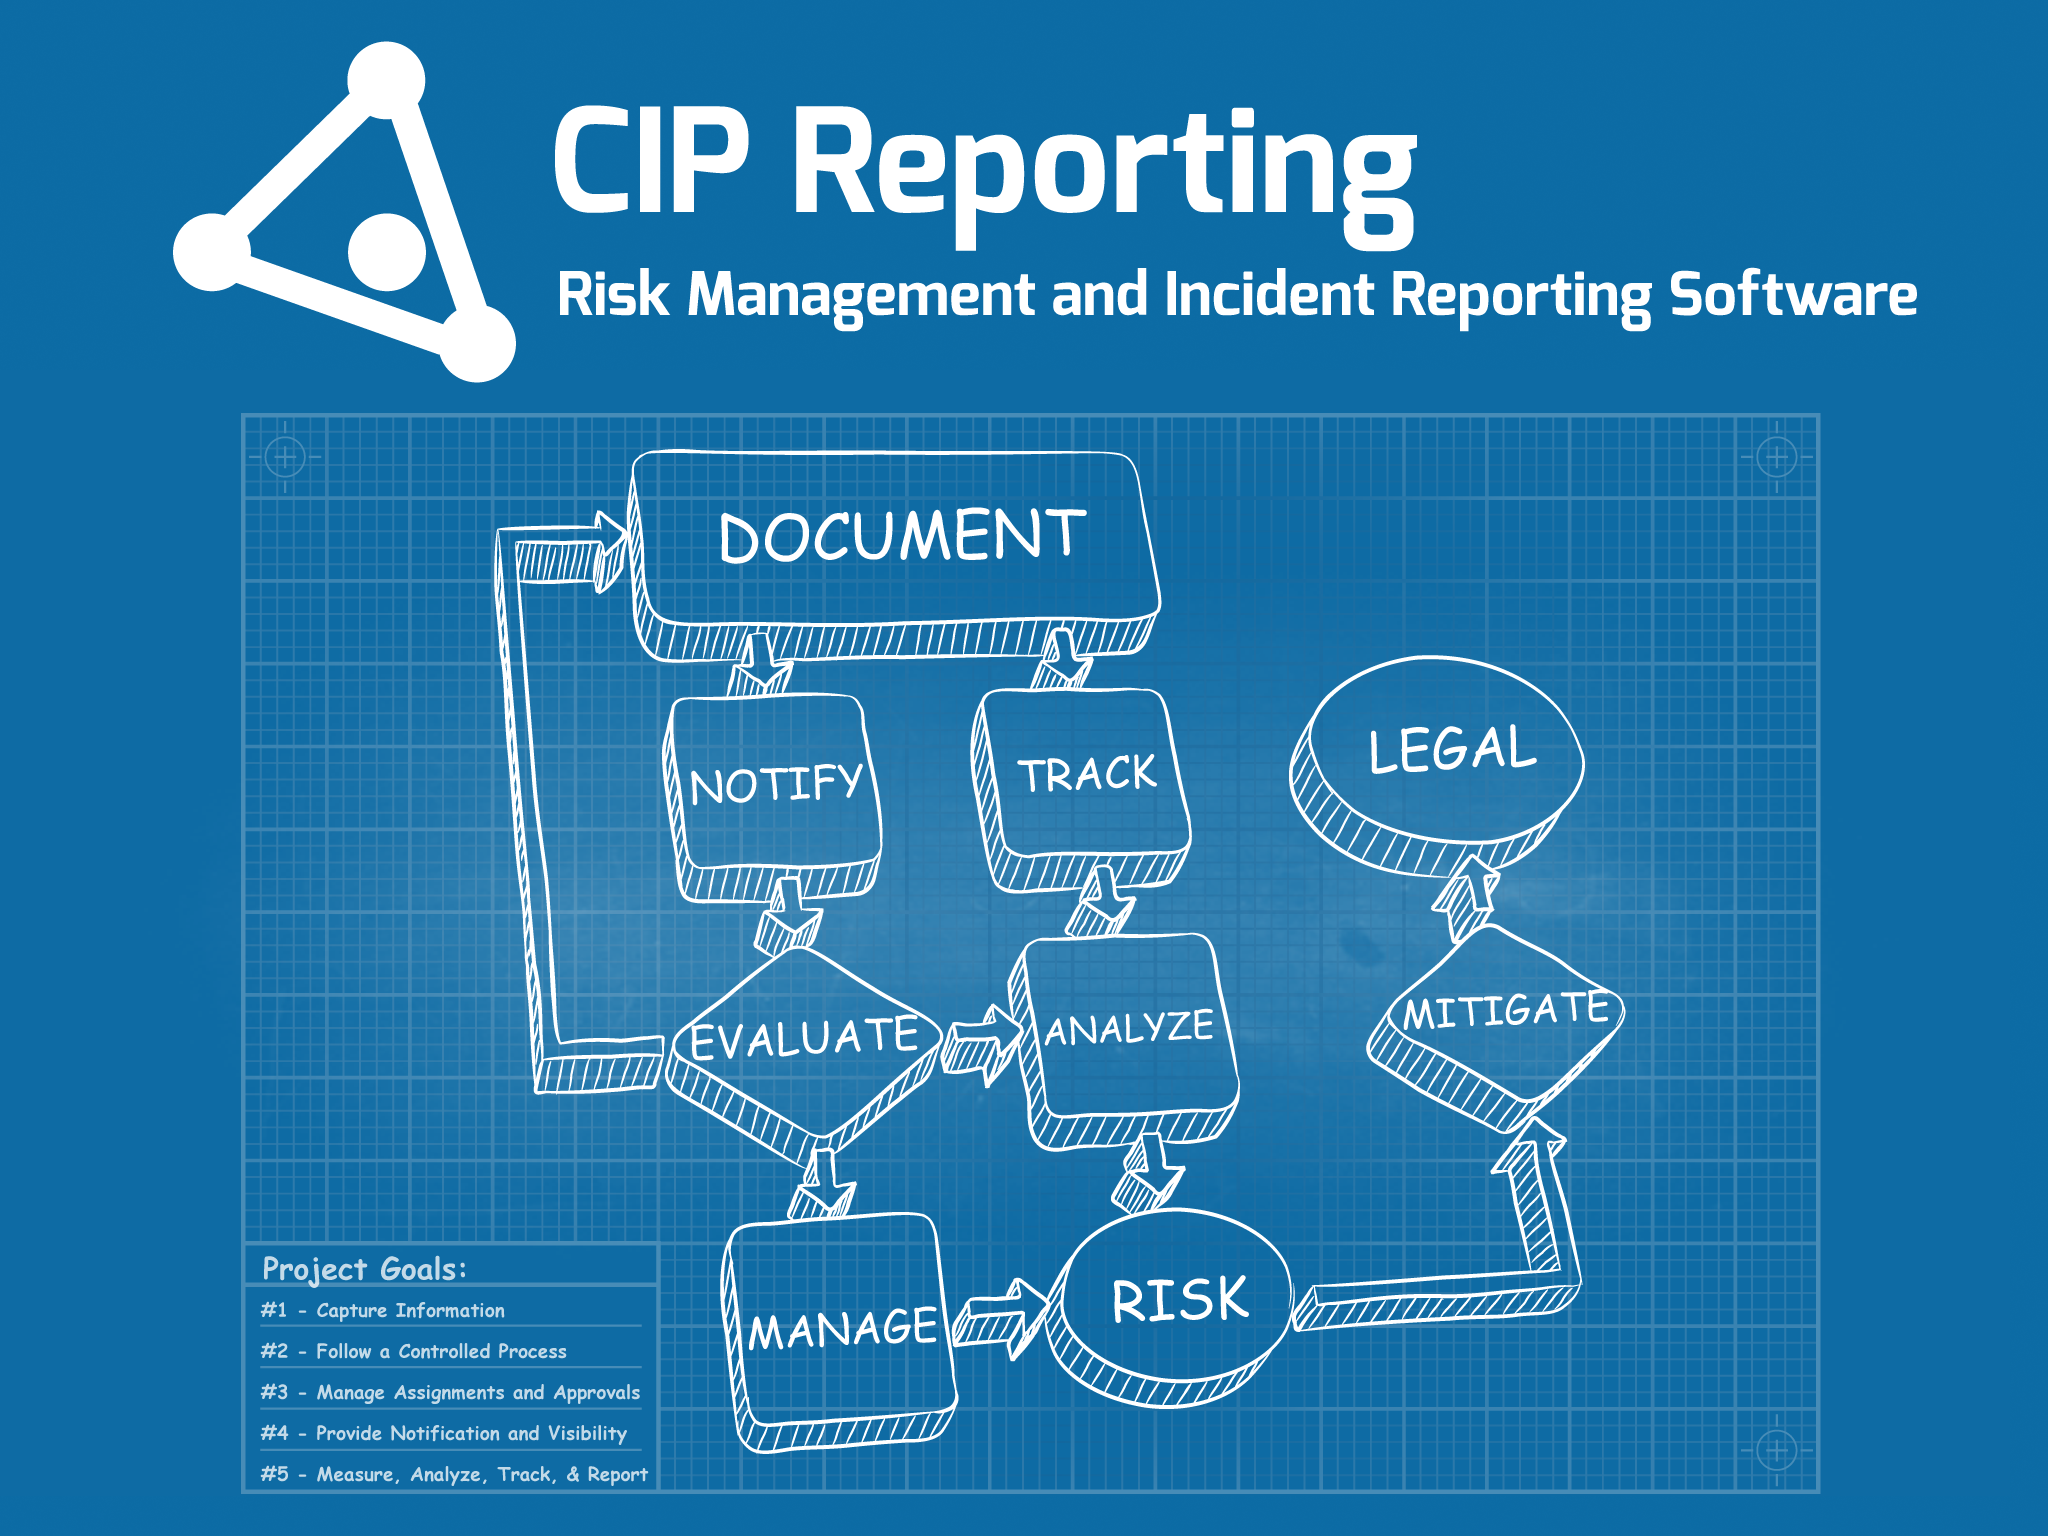 CIP Reporting
Risk Management and Incident Reporting Software
DOCUMENT
NOTIFY
TRACK
LEGAL
EVALUATE
ANALYZE
MITIGATE
MANAGE
RISK
Project Goals:
#1 - Capture Information
#2 - Follow a Controlled Process
#3 - Manage Assignments and Approvals
#4 - Provide Notification and Visibility
#5 - Measure, Analyze, Track, & Report